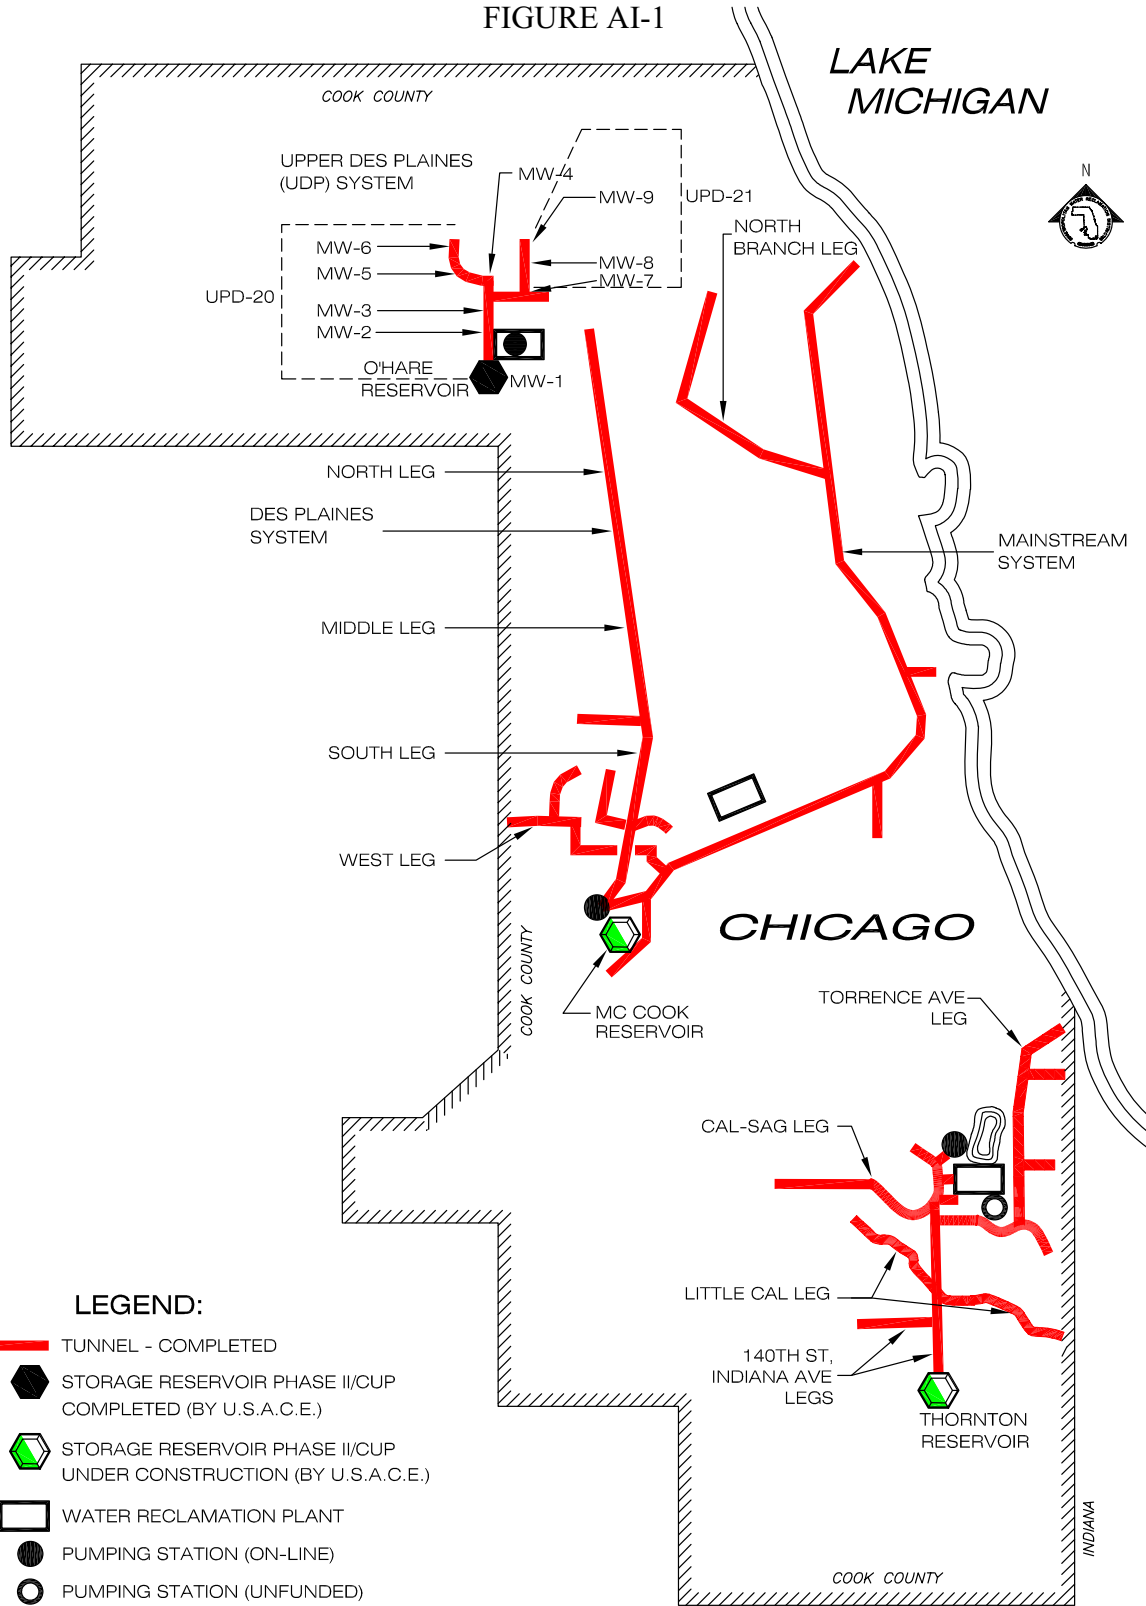 FIGURE AI-1
LAKE
MICHIGAN
COOK COUNTY
N
UPPER DES PLAINES
(UDP) SYSTEM
MW-4
MW-9
UPD-21
NORTH
BRANCH LEG
MW-6
MW-5
MW-8
MW-7
UPD-20
MW-3
MW-2
O'HARE
RESERVOIR
MW-1
NORTH LEG
DES PLAINES
SYSTEM
MAINSTREAM
SYSTEM
MIDDLE LEG
SOUTH LEG
WEST LEG
CHICAGO
COOK COUNTY
MC COOK
RESERVOIR
TORRENCE AVE
LEG
CAL-SAG LEG
LITTLE CAL LEG
140TH ST,
INDIANA AVE
LEGS
THORNTON
RESERVOIR
INDIANA
COOK COUNTY
LEGEND:
TUNNEL - COMPLETED
STORAGE RESERVOIR PHASE II/CUP
COMPLETED (BY U.S.A.C.E.)
STORAGE RESERVOIR PHASE II/CUP
UNDER CONSTRUCTION (BY U.S.A.C.E.)
WATER RECLAMATION PLANT
PUMPING STATION (ON-LINE)
PUMPING STATION (UNFUNDED)